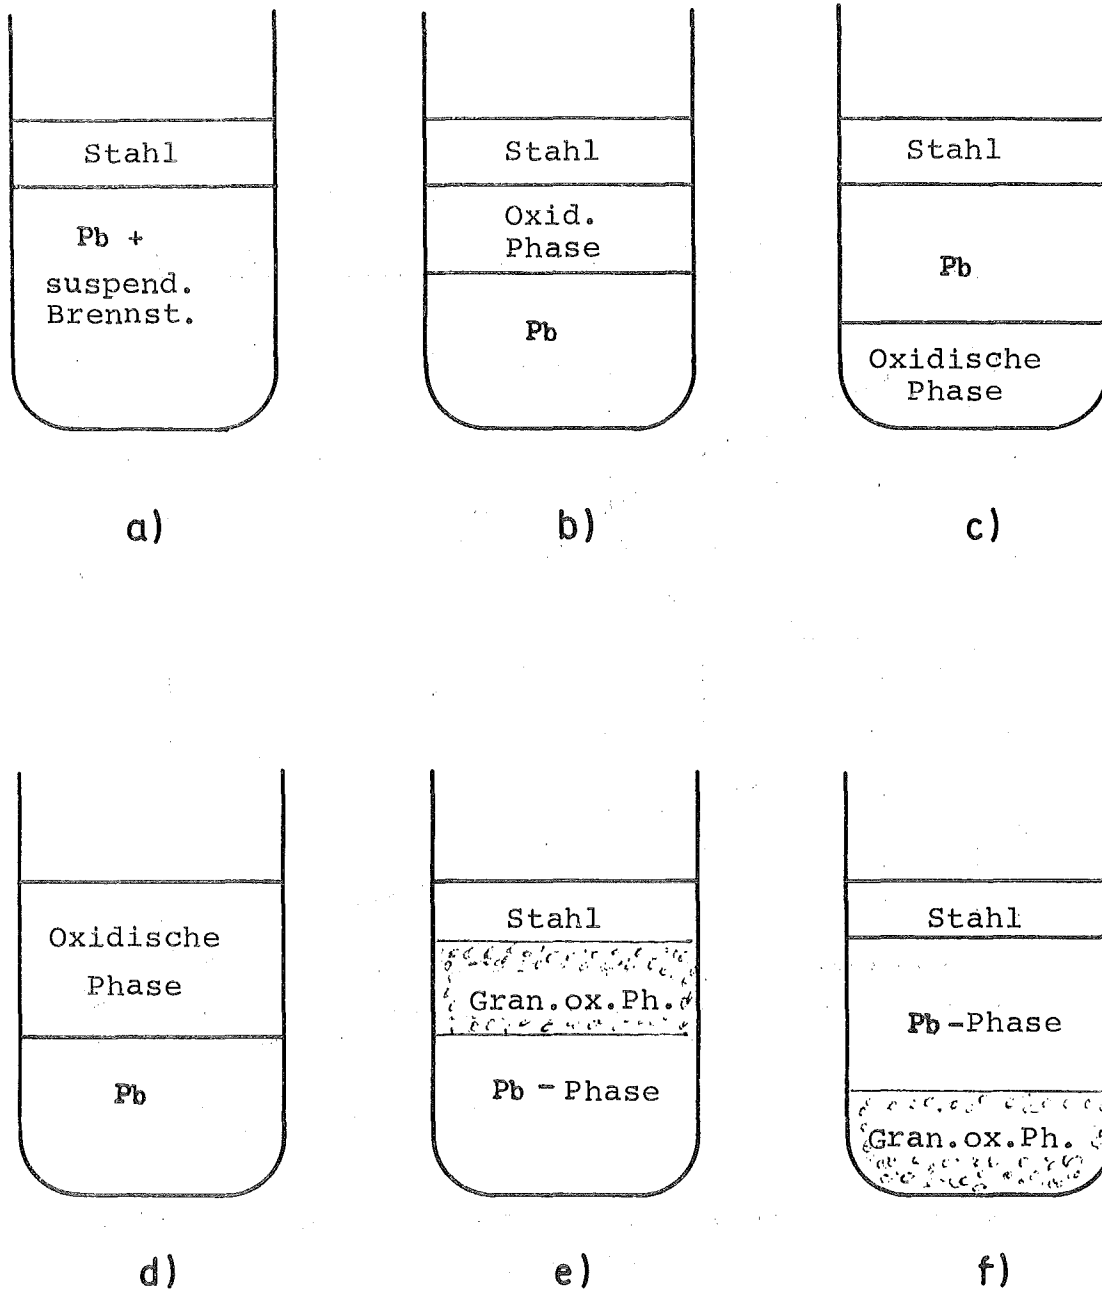 Stahl
Pb +
suspend.
Brennst.
a)
Stahl
Oxid.
Phase
Pb
b)
Stahl
Pb
Oxidische
Phase
c)
Oxidische
Phase
Pb
d)
Stahl
Gran.ox.Ph.
Pb - Phase
e)
Stahl
Pb -Phase
Gran.ox.Ph.
f)